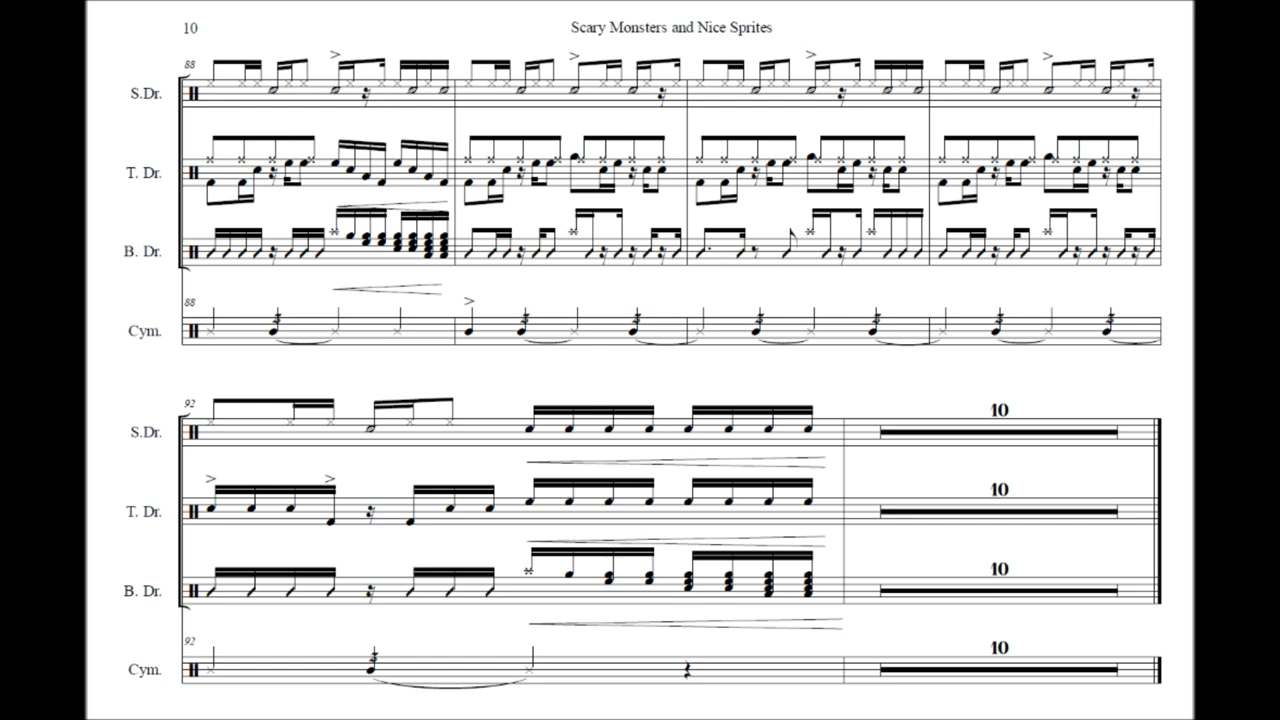 10 Scary Monsters and Nice Sprites
88
S.Dr.
T. Dr.
B. Dr.
88
Cym.
92
S.Dr. 10
T. Dr. 10
B. Dr. 10
92
Cym. 10